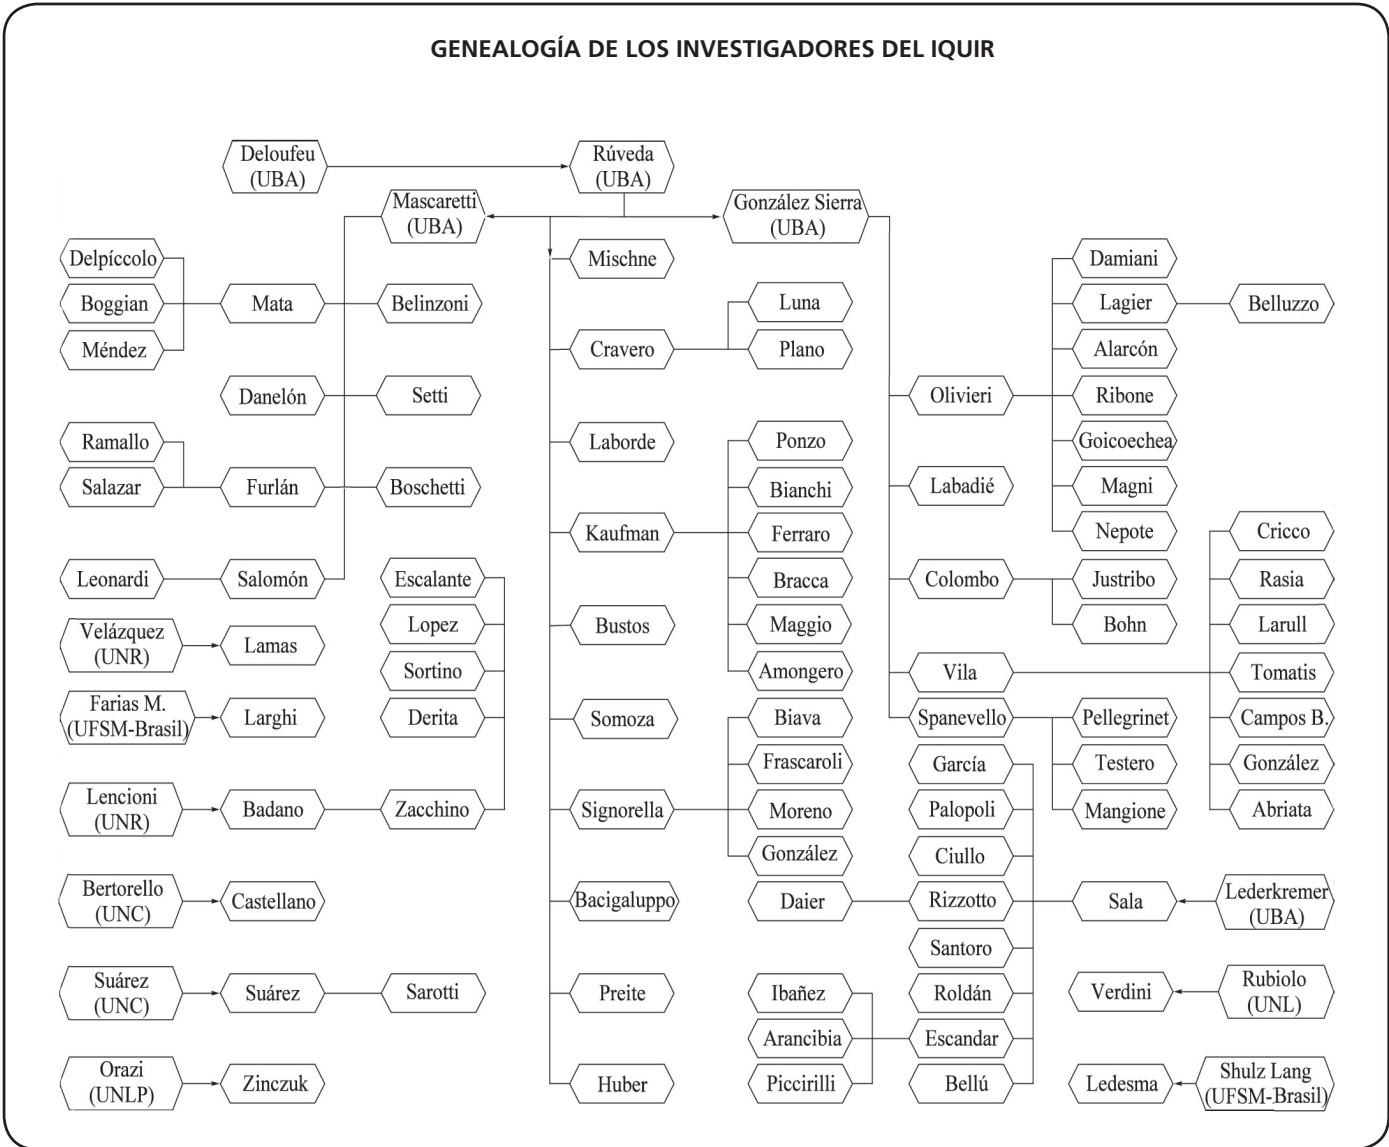 GENEALOGÍA DE LOS INVESTIGADORES DEL IQUIR
Deloufeu
(UBA)
Rúveda
(UBA)
Mascaretti
(UBA)
González Sierra
(UBA)
Delpíccolo
Boggian
Méndez
Mata
Belinzoni
Danelón
Setti
Ramallo
Salazar
Furlán
Boschetti
Leonardi
Salomón
Velázquez
(UNR)
Lamas
Farias M.
(UFSM-Brasil)
Larghi
Lencioni
(UNR)
Badano
Zacchino
Escalante
Lopez
Sortino
Derita
Bertorello
(UNC)
Castellano
Suárez
(UNC)
Suárez
Sarotti
Orazi
(UNLP)
Zinczuk
Mischne
Cravero
Luna
Plano
Laborde
Kaufman
Ponzo
Bianchi
Ferraro
Bracca
Maggio
Amongero
Bustos
Somoza
Signorella
Biava
Frascaroli
Moreno
González
Bacigaluppo
Preite
Huber
Olivieri
Damiani
Lagier
Belluzzo
Alarcón
Ribone
Goicoechea
Magni
Nepote
Labadié
Colombo
Justribo
Bohn
Vila
Cricco
Rasia
Larull
Tomatis
Campos B.
González
Abriata
Spanevello
Pellegrinet
Testero
Mangione
García
Palopoli
Ciullo
Daier
Rizzotto
Sala
Lederkremer
(UBA)
Santoro
Roldán
Ibañez
Arancibia
Piccirilli
Escandar
Bellú
Verdini
Rubiolo
(UNL)
Ledesma
Shulz Lang
(UFSM-Brasil)